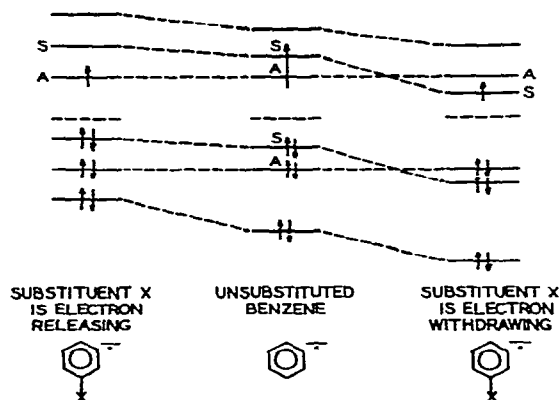 S
A
S
A
A
S
S
A
SUBSTITUENT X
IS ELECTRON
RELEASING
UNSUBSTITUTED
BENZENE
SUBSTITUENT X
IS ELECTRON
WITHDRAWING
X
X